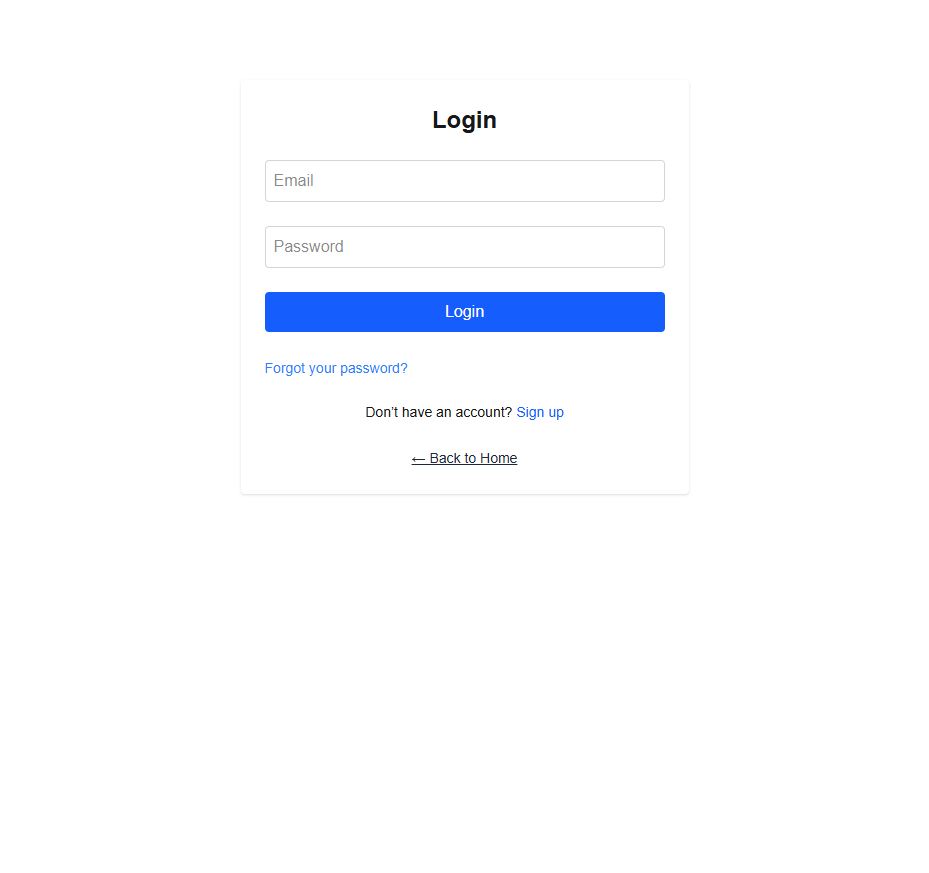 Login
Email
Password
Login
Forgot your password?
Don’t have an account? Sign up
← Back to Home